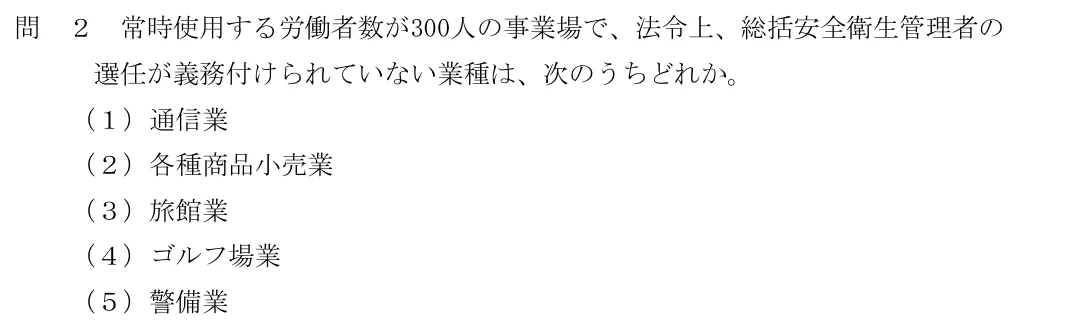 問　２　常時使用する労働者数が300人の事業場で、法令上、総括安全衛生管理者の
選任が義務付けられていない業種は、次のうちどれか。
（１）通信業
（２）各種商品小売業
（３）旅館業
（４）ゴルフ場業
（５）警備業